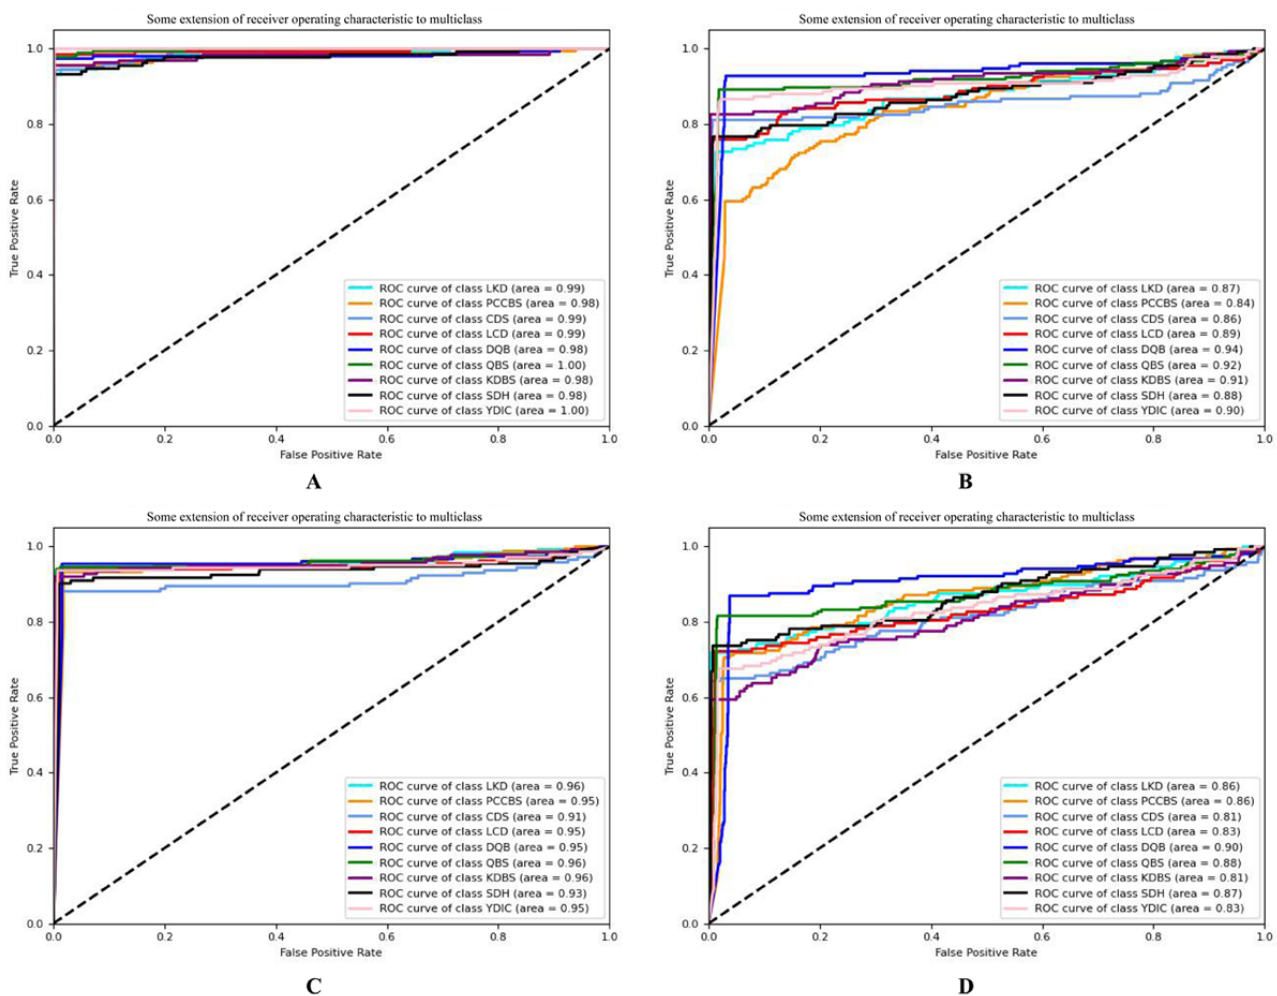 Some extension of receiver operating characteristic to multiclass
1.0
0.8
0.6
0.4
0.2
0.0
True Positive Rate
ROC curve of class LKD (area = 0.99)
ROC curve of class PCCBS (area = 0.98)
ROC curve of class CDS (area = 0.99)
ROC curve of class LCD (area = 0.99)
ROC curve of class DQB (area = 0.98)
ROC curve of class QBS (area = 1.00)
ROC curve of class KDBS (area = 0.98)
ROC curve of class SDH (area = 0.98)
ROC curve of class YDIC (area = 1.00)
0.0 0.2 0.4 0.6 0.8 1.0
False Positive Rate
A
Some extension of receiver operating characteristic to multiclass
1.0
0.8
0.6
0.4
0.2
0.0
True Positive Rate
ROC curve of class LKD (area = 0.87)
ROC curve of class PCCBS (area = 0.84)
ROC curve of class CDS (area = 0.86)
ROC curve of class LCD (area = 0.89)
ROC curve of class DQB (area = 0.94)
ROC curve of class QBS (area = 0.92)
ROC curve of class KDBS (area = 0.91)
ROC curve of class SDH (area = 0.88)
ROC curve of class YDIC (area = 0.90)
0.0 0.2 0.4 0.6 0.8 1.0
False Positive Rate
B
Some extension of receiver operating characteristic to multiclass
1.0
0.8
0.6
0.4
0.2
0.0
True Positive Rate
ROC curve of class LKD (area = 0.96)
ROC curve of class PCCBS (area = 0.95)
ROC curve of class CDS (area = 0.91)
ROC curve of class LCD (area = 0.95)
ROC curve of class DQB (area = 0.95)
ROC curve of class QBS (area = 0.96)
ROC curve of class KDBS (area = 0.96)
ROC curve of class SDH (area = 0.93)
ROC curve of class YDIC (area = 0.95)
0.0 0.2 0.4 0.6 0.8 1.0
False Positive Rate
C
Some extension of receiver operating characteristic to multiclass
1.0
0.8
0.6
0.4
0.2
0.0
True Positive Rate
ROC curve of class LKD (area = 0.86)
ROC curve of class PCCBS (area = 0.86)
ROC curve of class CDS (area = 0.81)
ROC curve of class LCD (area = 0.83)
ROC curve of class DQB (area = 0.90)
ROC curve of class QBS (area = 0.88)
ROC curve of class KDBS (area = 0.81)
ROC curve of class SDH (area = 0.87)
ROC curve of class YDIC (area = 0.83)
0.0 0.2 0.4 0.6 0.8 1.0
False Positive Rate
D